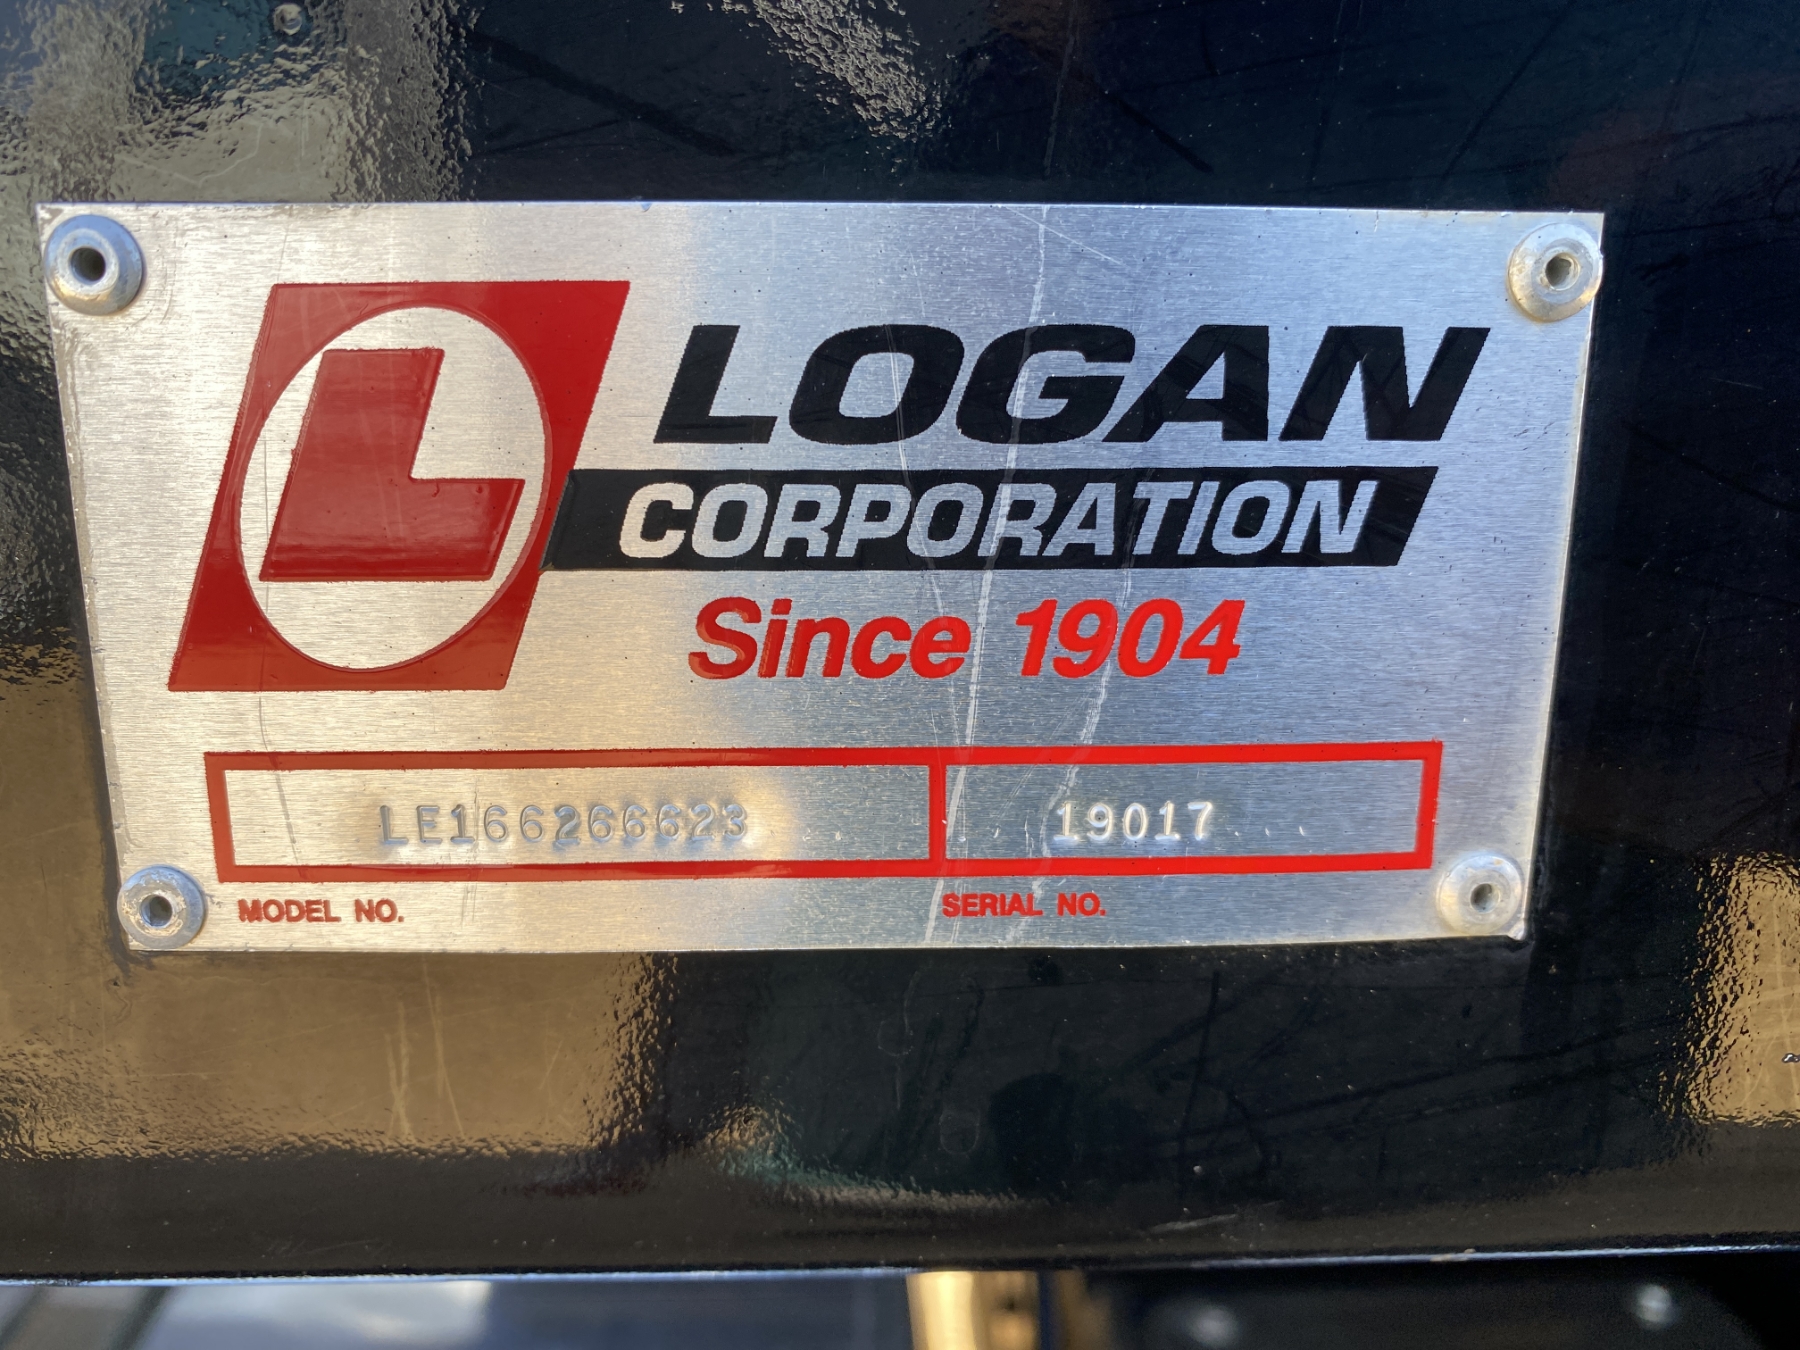 L
LOGAN
CORPORATION
Since 1904
LE166266623 19017
MODEL NO. SERIAL NO.